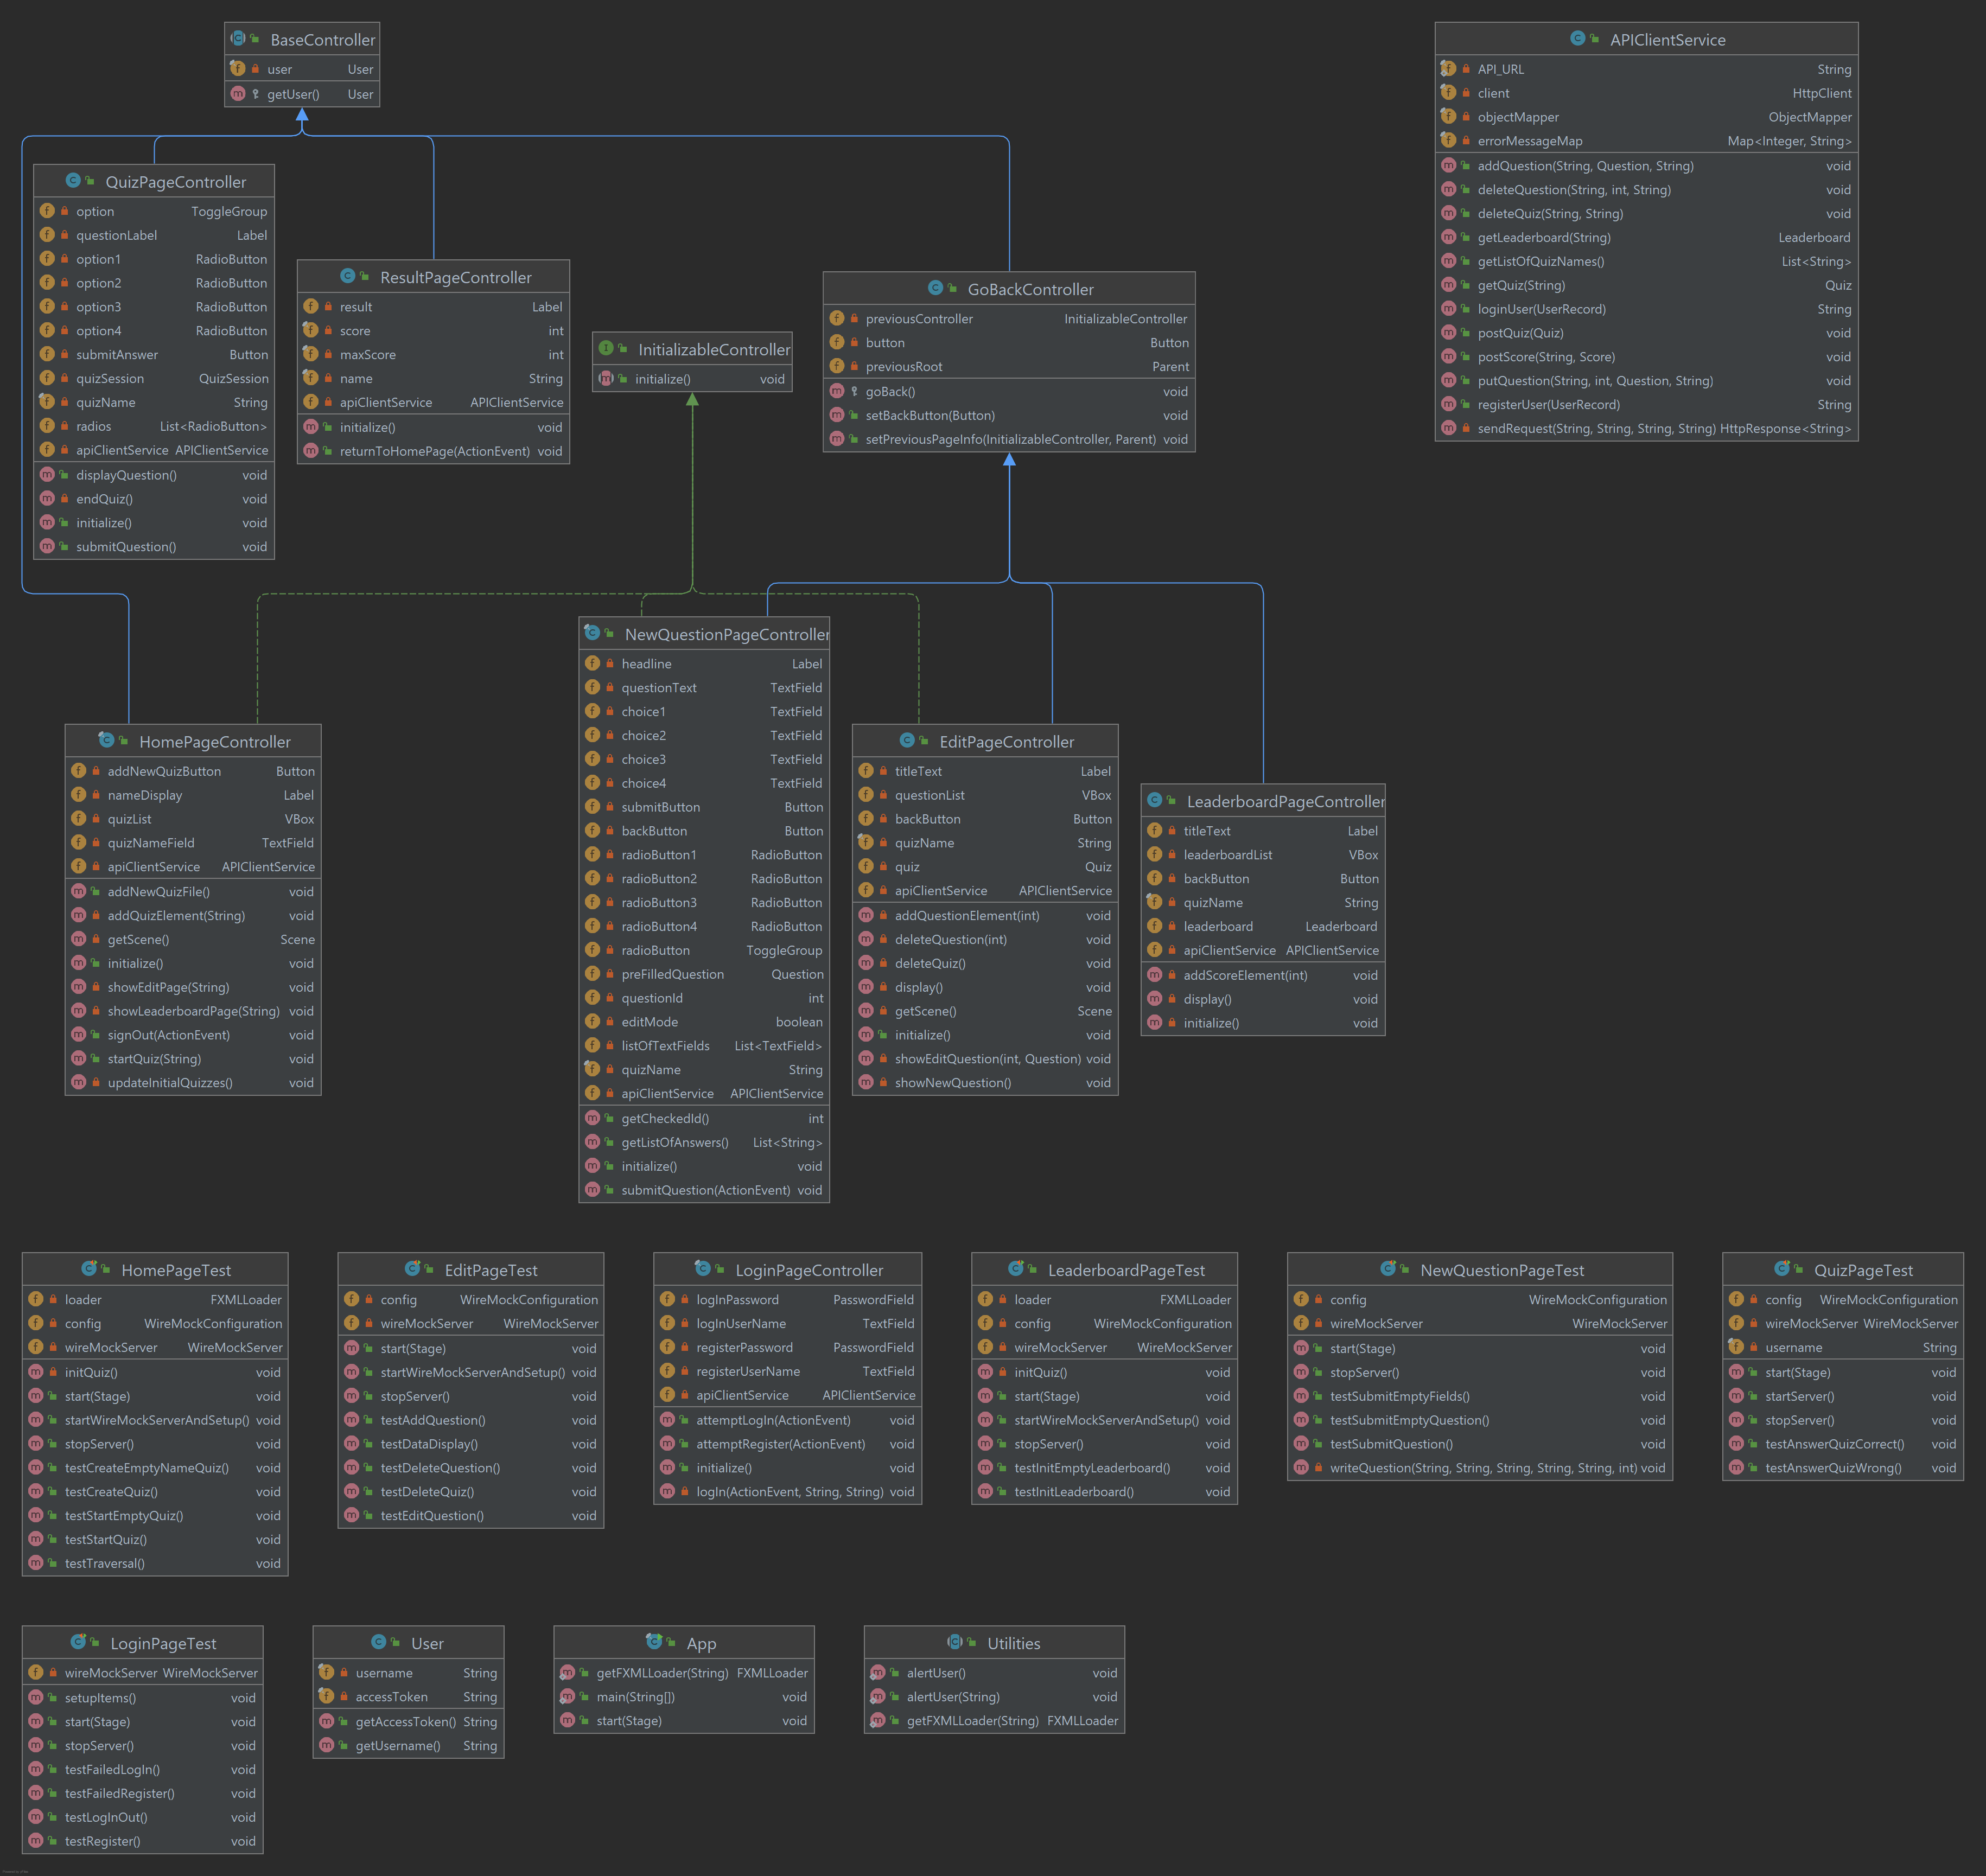 BaseController
user User
getUser() User
APIClientService
API_URL String
client HttpClient
objectMapper ObjectMapper
errorMessageMap Map<Integer, String>
addQuestion(String, Question, String) void
deleteQuestion(String, int, String) void
deleteQuiz(String, String) void
getLeaderboard(String) Leaderboard
getListOfQuizNames() List<String>
getQuiz(String) Quiz
loginUser(UserRecord) String
postQuiz(Quiz) void
postScore(String, Score) void
putQuestion(String, int, Question, String) void
registerUser(UserRecord) String
sendRequest(String, String, String, String) HttpResponse<String>
QuizPageController
option ToggleGroup
questionLabel Label
option1 RadioButton
option2 RadioButton
option3 RadioButton
option4 RadioButton
submitAnswer Button
quizSession QuizSession
quizName String
radios List<RadioButton>
apiClientService APIClientService
displayQuestion() void
endQuiz() void
initialize() void
submitQuestion() void
ResultPageController
result Label
score int
maxScore int
name String
apiClientService APIClientService
initialize() void
returnToHomePage(ActionEvent) void
InitializableController
initialize() void
GoBackController
previousController InitializableController
button Button
previousRoot Parent
goBack() void
setBackButton(Button) void
setPreviousPageInfo(InitializableController, Parent) void
HomePageController
addNewQuizButton Button
nameDisplay Label
quizList VBox
quizNameField TextField
apiClientService APIClientService
addNewQuizFile() void
addQuizElement(String) void
getScene() Scene
initialize() void
showEditPage(String) void
showLeaderboardPage(String) void
signOut(ActionEvent) void
startQuiz(String) void
updateInitialQuizzes() void
NewQuestionPageController
headline Label
questionText TextField
choice1 TextField
choice2 TextField
choice3 TextField
choice4 TextField
submitButton Button
backButton Button
radioButton1 RadioButton
radioButton2 RadioButton
radioButton3 RadioButton
radioButton4 RadioButton
radioButton ToggleGroup
preFilledQuestion Question
questionId int
editMode boolean
listOfTextFields List<TextField>
quizName String
apiClientService APIClientService
getCheckedId() int
getListOfAnswers() List<String>
initialize() void
submitQuestion(ActionEvent) void
EditPageController
titleText Label
questionList VBox
backButton Button
quizName String
quiz Quiz
apiClientService APIClientService
addQuestionElement(int) void
deleteQuestion(int) void
deleteQuiz() void
display() void
getScene() Scene
initialize() void
showEditQuestion(int, Question) void
showNewQuestion() void
LeaderboardPageController
titleText Label
leaderboardList VBox
backButton Button
quizName String
leaderboard Leaderboard
apiClientService APIClientService
addScoreElement(int) void
display() void
initialize() void
HomePageTest
loader FXMLLoader
config WireMockConfiguration
wireMockServer WireMockServer
initQuiz() void
start(Stage) void
startWireMockServerAndSetup() void
stopServer() void
testCreateEmptyNameQuiz() void
testCreateQuiz() void
testStartEmptyQuiz() void
testStartQuiz() void
testTraversal() void
EditPageTest
config WireMockConfiguration
wireMockServer WireMockServer
start(Stage) void
startWireMockServerAndSetup() void
stopServer() void
testAddQuestion() void
testDataDisplay() void
testDeleteQuestion() void
testDeleteQuiz() void
testEditQuestion() void
LoginPageController
logInPassword PasswordField
logInUserName TextField
registerPassword PasswordField
registerUserName TextField
apiClientService APIClientService
attemptLogIn(ActionEvent) void
attemptRegister(ActionEvent) void
initialize() void
logIn(ActionEvent, String, String) void
LeaderboardPageTest
loader FXMLLoader
config WireMockConfiguration
wireMockServer WireMockServer
initQuiz() void
start(Stage) void
startWireMockServerAndSetup() void
stopServer() void
testInitEmptyLeaderboard() void
testInitLeaderboard() void
NewQuestionPageTest
config WireMockConfiguration
wireMockServer WireMockServer
start(Stage) void
stopServer() void
testSubmitEmptyFields() void
testSubmitEmptyQuestion() void
testSubmitQuestion() void
writeQuestion(String, String, String, String, String, int) void
QuizPageTest
config WireMockConfiguration
wireMockServer WireMockServer
username String
start(Stage) void
startServer() void
stopServer() void
testAnswerQuizCorrect() void
testAnswerQuizWrong() void
LoginPageTest
wireMockServer WireMockServer
setupItems() void
start(Stage) void
stopServer() void
testFailedLogIn() void
testFailedRegister() void
testLogInOut() void
testRegister() void
User
username String
accessToken String
getAccessToken() String
getUsername() String
App
getFXMLLoader(String) FXMLLoader
main(String[]) void
start(Stage) void
Utilities
alertUser() void
alertUser(String) void
getFXMLLoader(String) FXMLLoader